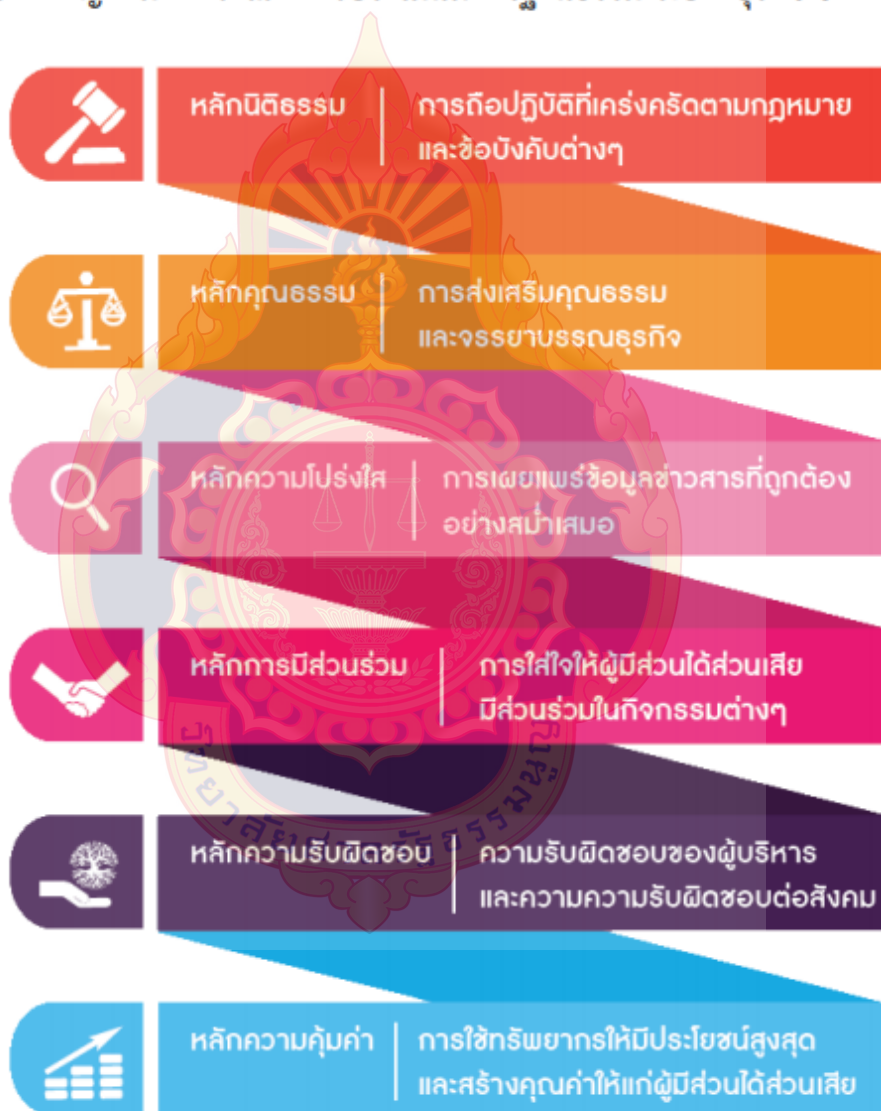 หลักนิติธรรม
การถือปฏิบัติที่เคร่งครัดตามกฎหมาย
และข้อบังคับต่างๆ
หลักคุณธรรม
การส่งเสริมคุณธรรม
และจรรยาบรรณธุรกิจ
หลักความโปร่งใส
การเผยแพร่ข้อมูลข่าวสารที่ถูกต้อง
อย่างสม่ำเสมอ
หลักการมีส่วนร่วม
การใส่ใจให้ผู้มีส่วนได้ส่วนเสีย
มีส่วนร่วมในกิจกรรมต่างๆ
หลักความรับผิดชอบ
ความรับผิดชอบของผู้บริหาร
และความความรับผิดชอบต่อสังคม
หลักความคุ้มค่า
การใช้ทรัพยากรให้มีประโยชน์สูงสุด
และสร้างคุณค่าให้แก่ผู้มีส่วนได้ส่วนเสีย